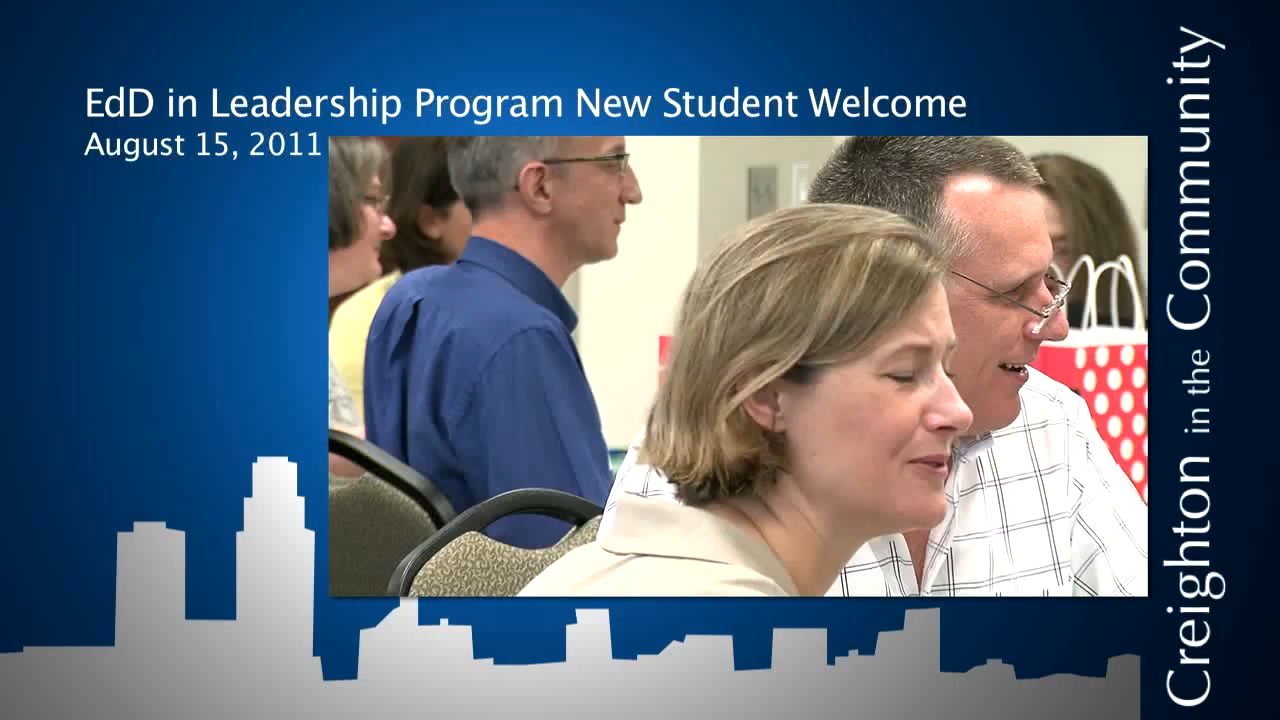 EdD in Leadership Program New Student Welcome
August 15, 2011
Creighton in the Community